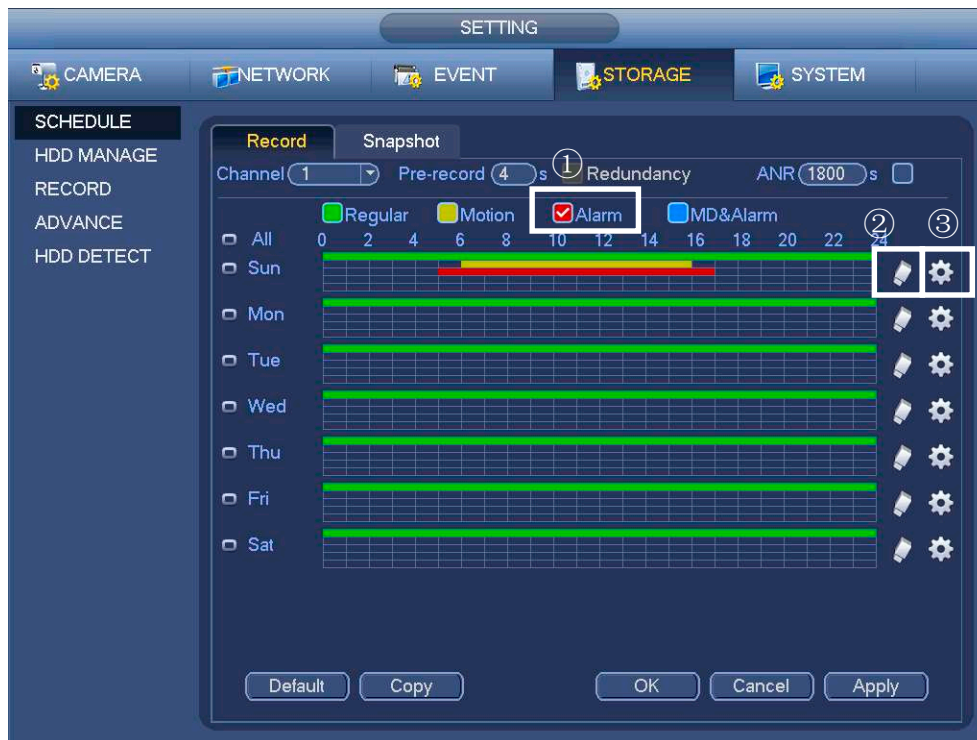 SETTING
CAMERA NETWORK EVENT STORAGE SYSTEM
SCHEDULE
HDD MANAGE
RECORD
ADVANCE
HDD DETECT
Record Snapshot
Channel 1 Pre-record 4 s ① Redundancy ANR 1800 s
Regular Motion Alarm MD&Alarm ② ③
All 0 2 4 6 8 10 12 14 16 18 20 22 24
Sun
Mon
Tue
Wed
Thu
Fri
Sat
Default Copy OK Cancel Apply